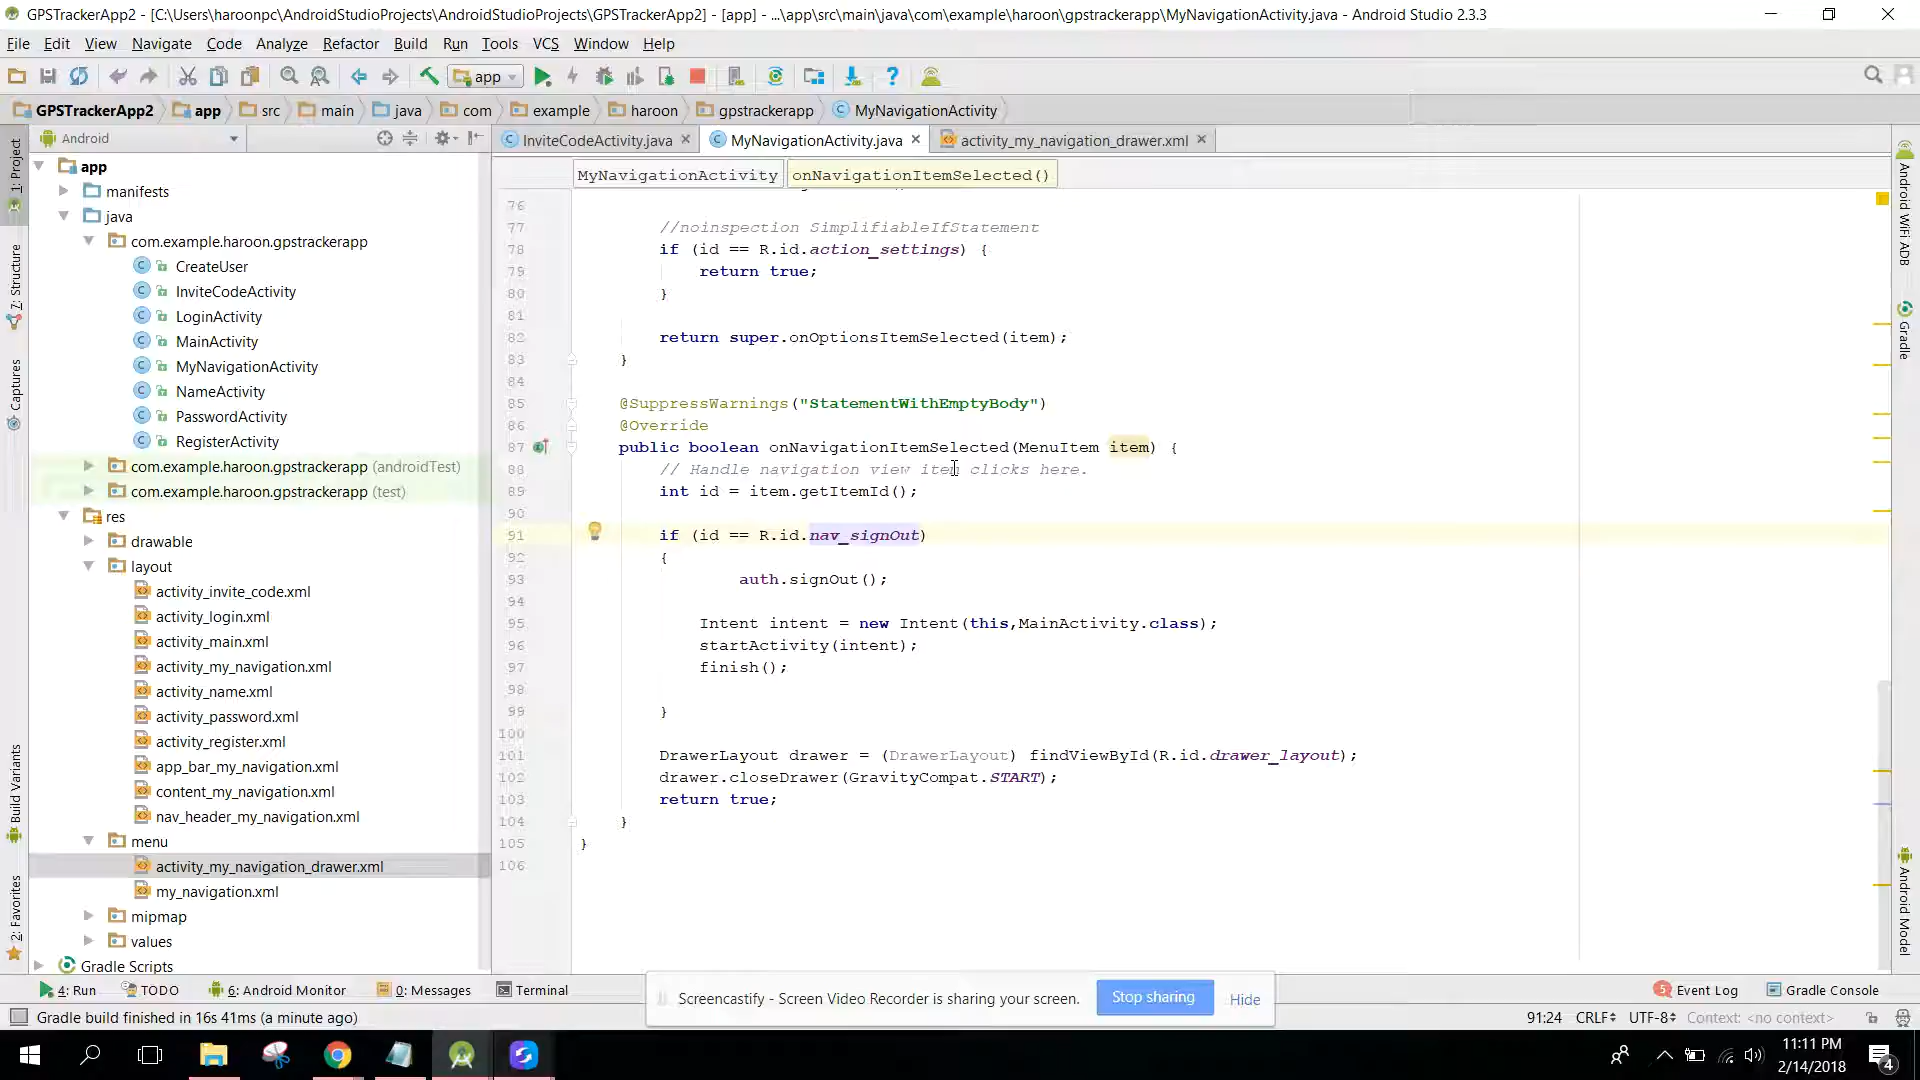 GPSTrackerApp2 - [C:\Users\haroonpc\AndroidStudioProjects\AndroidStudioProjects\GPSTrackerApp2] - [app] - ...\app\src\main\java\com\example\haroon\gpstrackerapp\MyNavigationActivity.java - Android Studio 2.3.3
File Edit View Navigate Code Analyze Refactor Build Run Tools VCS Window Help
app
GPSTrackerApp2 app src main java com example haroon gpstrackerapp MyNavigationActivity
Android
InviteCodeActivity.java MyNavigationActivity.java activity_my_navigation_drawer.xml
MyNavigationActivity onNavigationItemSelected()
1: Project
7: Structure
Captures
Build Variants
2: Favorites
app
manifests
java
com.example.haroon.gpstrackerapp
CreateUser
InviteCodeActivity
LoginActivity
MainActivity
MyNavigationActivity
NameActivity
PasswordActivity
RegisterActivity
com.example.haroon.gpstrackerapp (androidTest)
com.example.haroon.gpstrackerapp (test)
res
drawable
layout
activity_invite_code.xml
activity_login.xml
activity_main.xml
activity_my_navigation.xml
activity_name.xml
activity_password.xml
activity_register.xml
app_bar_my_navigation.xml
content_my_navigation.xml
nav_header_my_navigation.xml
menu
activity_my_navigation_drawer.xml
my_navigation.xml
mipmap
values
Gradle Scripts
76
77 //noinspection SimplifiableIfStatement
78 if (id == R.id.action_settings) {
79 return true;
80 }
81
82 return super.onOptionsItemSelected(item);
83 }
84
85 @SuppressWarnings("StatementWithEmptyBody")
86 @Override
87 public boolean onNavigationItemSelected(MenuItem item) {
88 // Handle navigation view item clicks here.
89 int id = item.getItemId();
90
91 if (id == R.id.nav_signOut)
92 {
93 auth.signOut();
94
95 Intent intent = new Intent(this,MainActivity.class);
96 startActivity(intent);
97 finish();
98
99 }
100
101 DrawerLayout drawer = (DrawerLayout) findViewById(R.id.drawer_layout);
102 drawer.closeDrawer(GravityCompat.START);
103 return true;
104 }
105 }
106
Android WiFi ADB
Gradle
Android Model
4: Run TODO 6: Android Monitor 0: Messages Terminal
Screencastify - Screen Video Recorder is sharing your screen. Stop sharing Hide
5 Event Log Gradle Console
Gradle build finished in 16s 41ms (a minute ago)
91:24 CRLF UTF-8 Context: <no context>
11:11 PM
2/14/2018
4